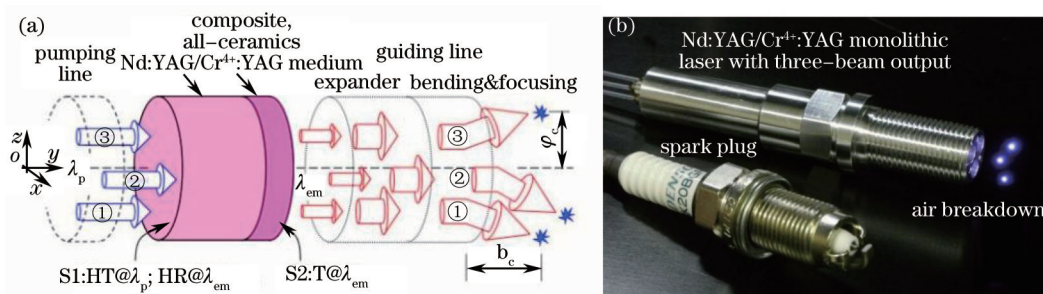 (a)
composite,
all-ceramics
Nd:YAG/Cr⁴⁺:YAG medium
pumping
line
guiding line
expander bending&focusing
③
②
①
z
o
y
x
λp
λem
③
②
①
φc
bc
S1:HT@λp; HR@λem
S2:T@λem
(b)
Nd:YAG/Cr⁴⁺:YAG monolithic
laser with three-beam output
spark plug
air breakdown